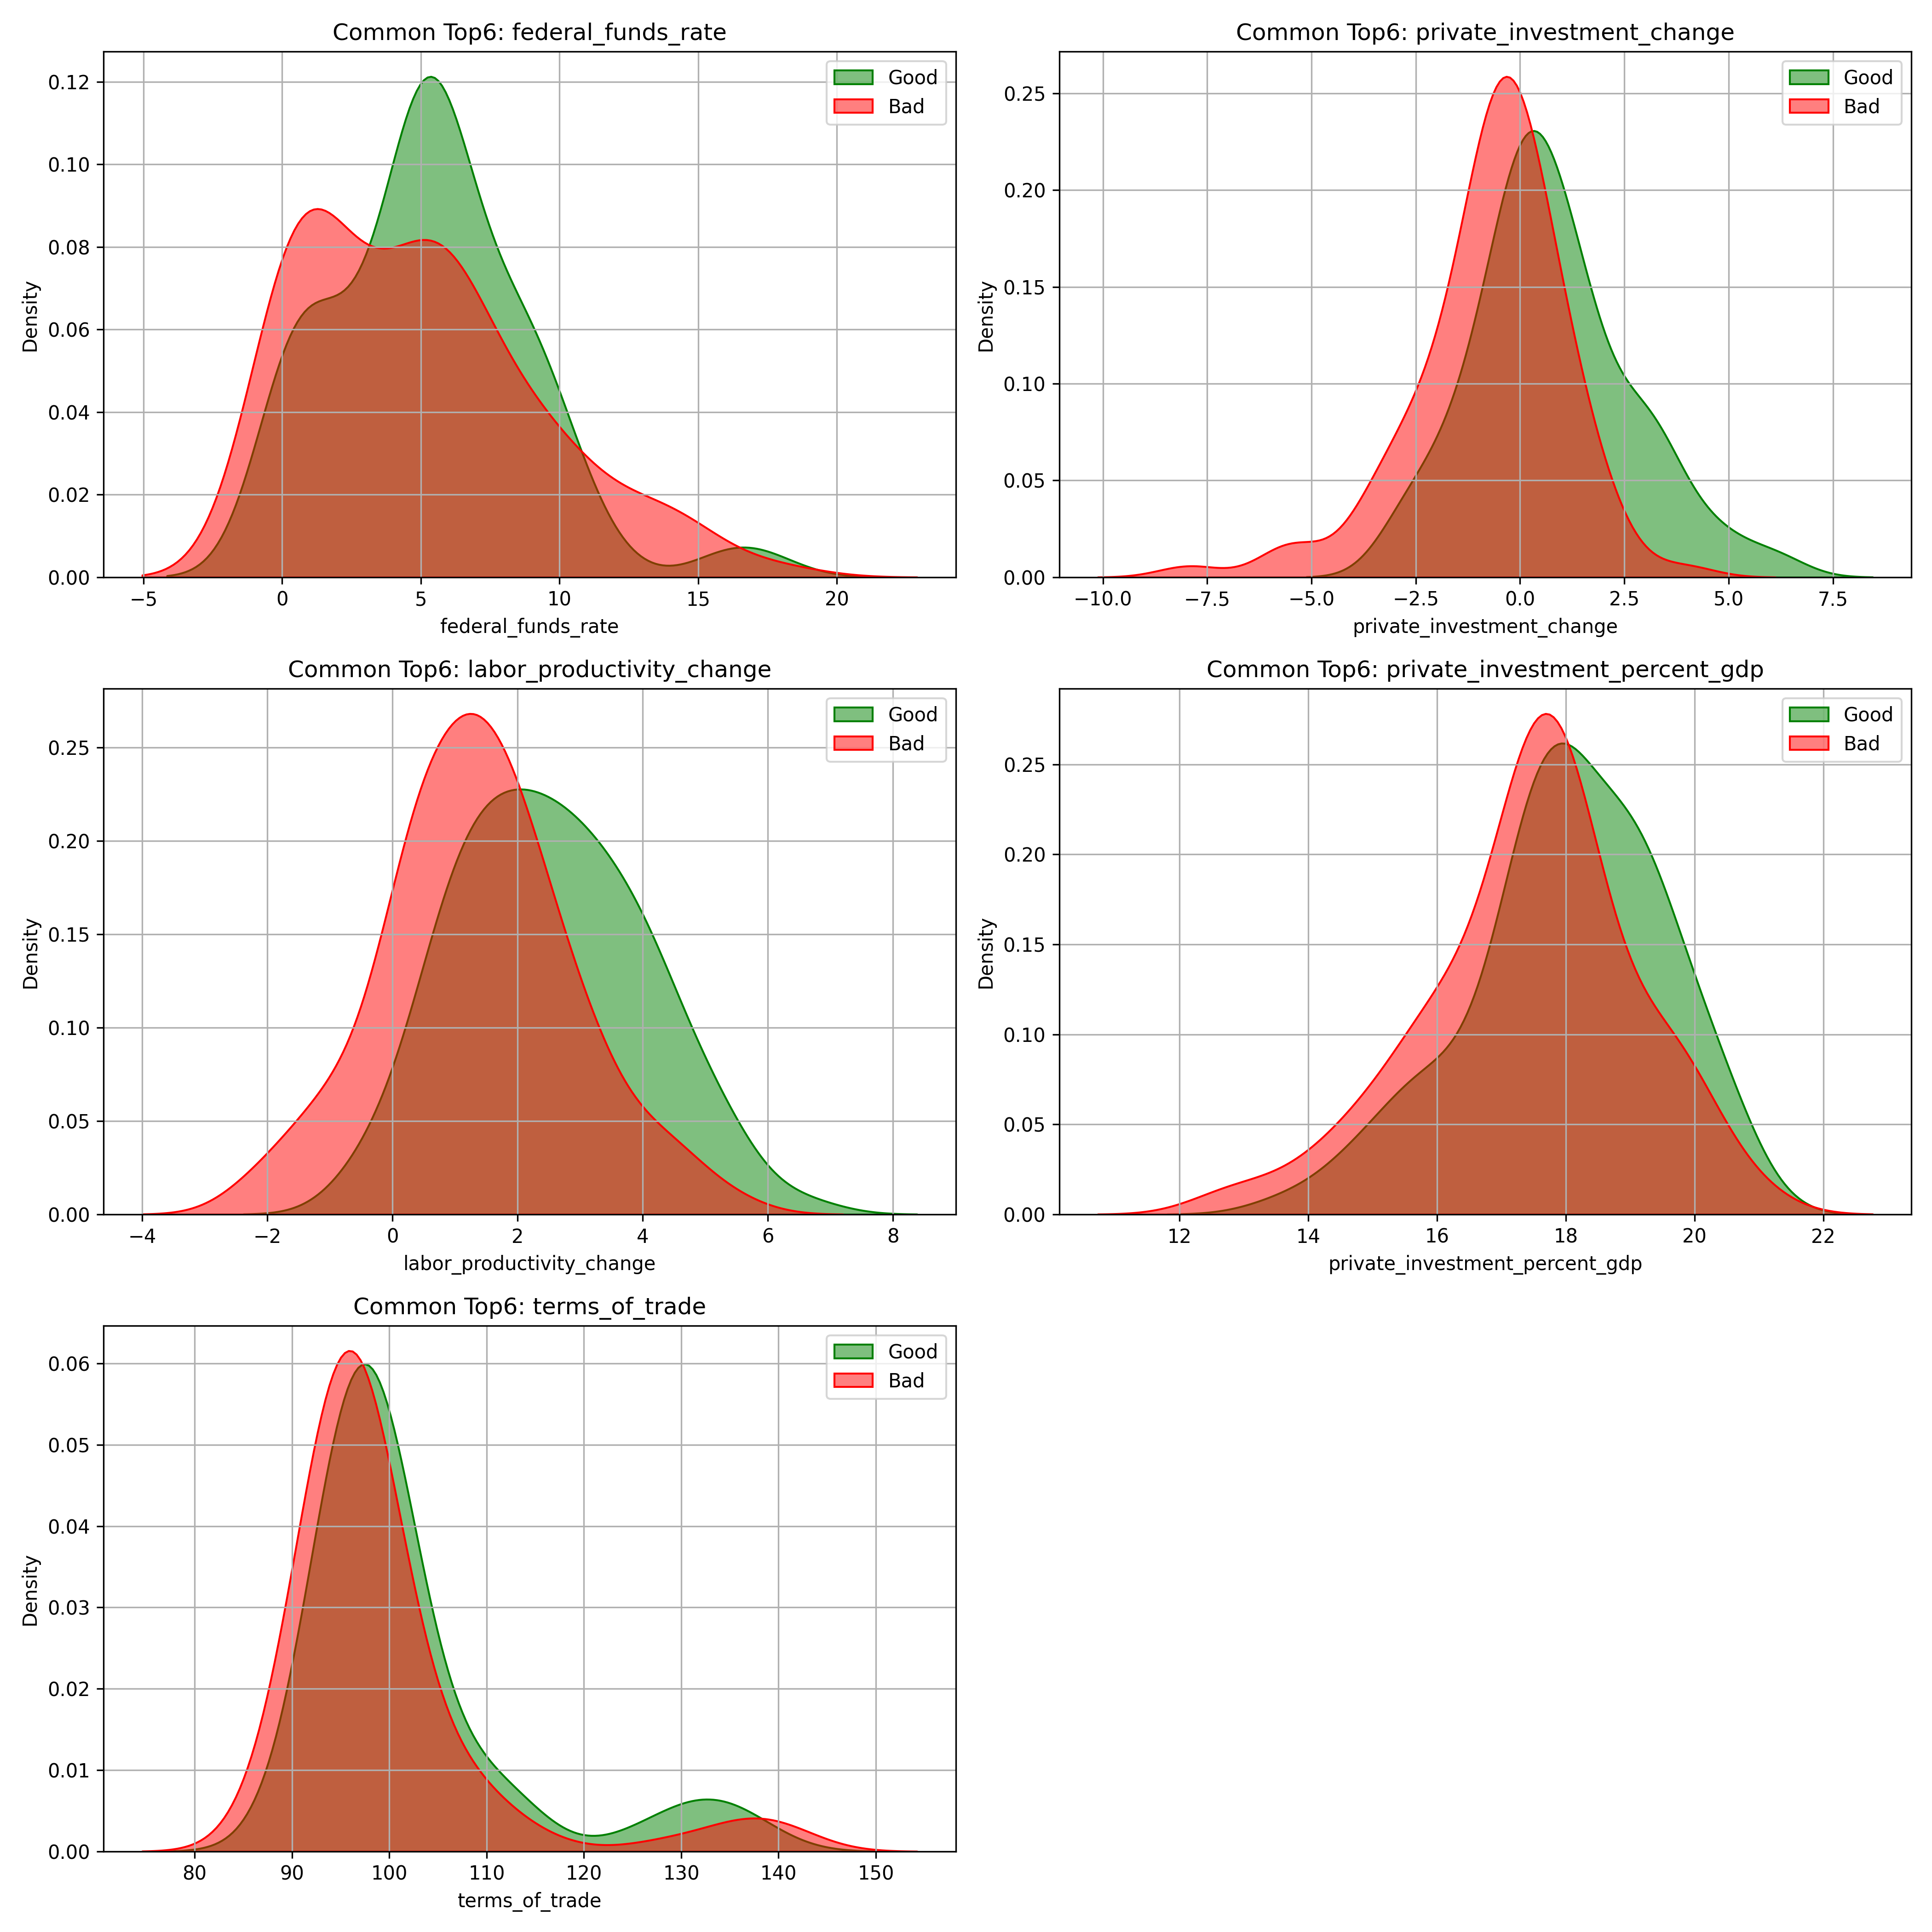 Common Top6: federal_funds_rate
Good
Bad
Density
0.12
0.10
0.08
0.06
0.04
0.02
0.00
−5 0 5 10 15 20
federal_funds_rate
Common Top6: private_investment_change
Good
Bad
Density
0.25
0.20
0.15
0.10
0.05
0.00
−10.0 −7.5 −5.0 −2.5 0.0 2.5 5.0 7.5
private_investment_change
Common Top6: labor_productivity_change
Good
Bad
Density
0.25
0.20
0.15
0.10
0.05
0.00
−4 −2 0 2 4 6 8
labor_productivity_change
Common Top6: private_investment_percent_gdp
Good
Bad
Density
0.25
0.20
0.15
0.10
0.05
0.00
12 14 16 18 20 22
private_investment_percent_gdp
Common Top6: terms_of_trade
Good
Bad
Density
0.06
0.05
0.04
0.03
0.02
0.01
0.00
80 90 100 110 120 130 140 150
terms_of_trade